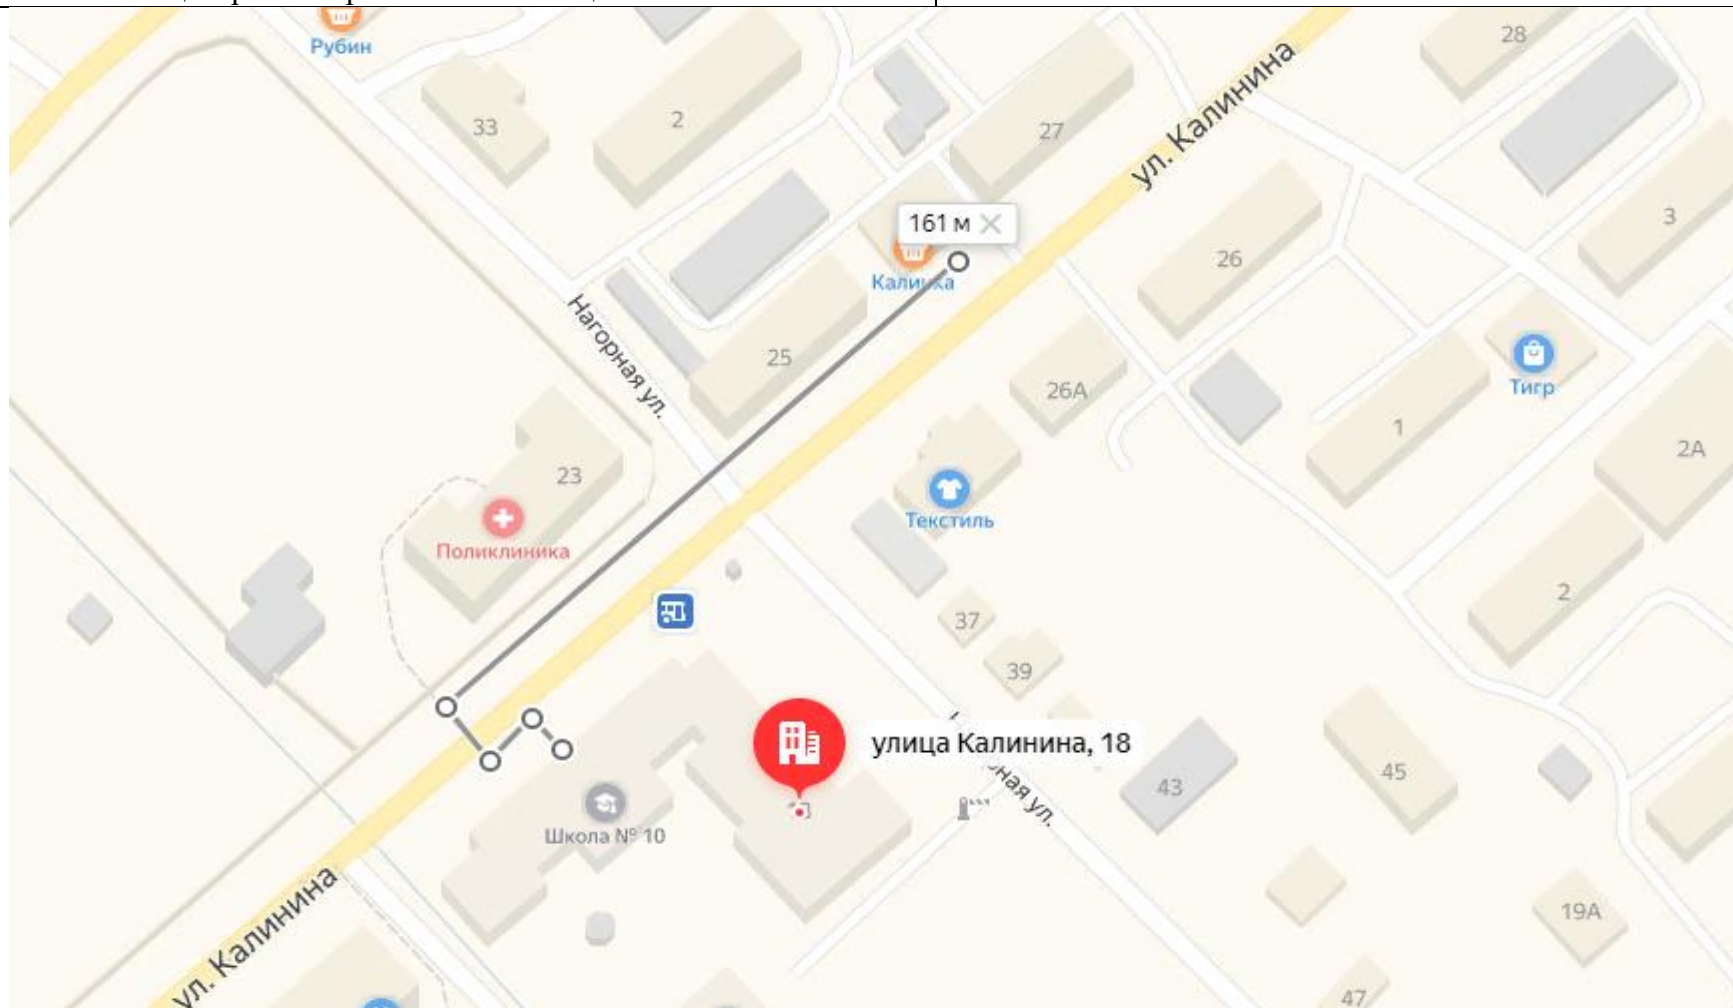 Рубин
28
33
2
27
ул. Калинина
3
161 м
26
Калинка
Нагорная ул.
25
26А
Тигр
1
2А
23
Текстиль
Поликлиника
2
37
39
улица Калинина, 18
45
43
Школа № 10
ул. Калинина
19А
47